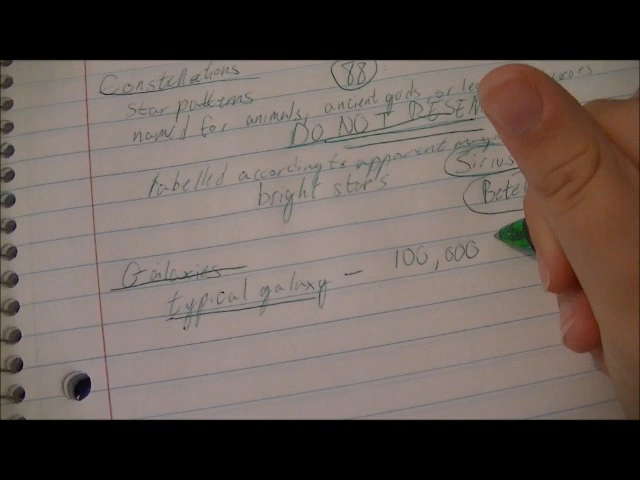 Constellations 88
star patterns
named for animals, ancient gods or
DO NOT
labelled according to apparent
bright stars
Sirius
Galaxies
typical galaxy - 100,000